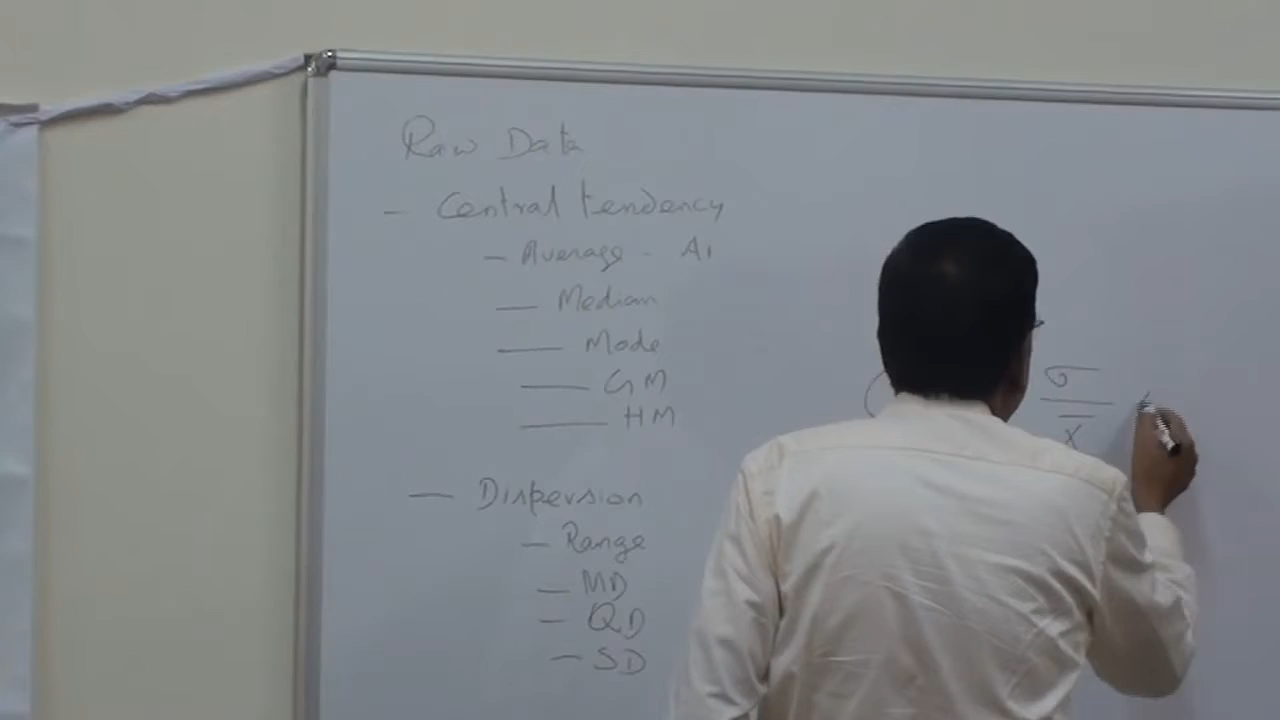 Raw Data
- Central tendency
- Average - A
- Median
- Mode
- GM
- HM
- Dispersion
- Range
- MD
- QD
- SD
σ
x̅